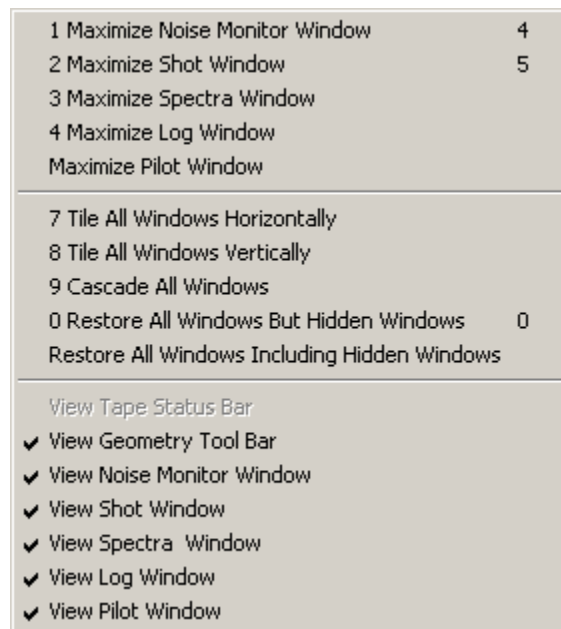 1 Maximize Noise Monitor Window 4
2 Maximize Shot Window 5
3 Maximize Spectra Window
4 Maximize Log Window
Maximize Pilot Window
7 Tile All Windows Horizontally
8 Tile All Windows Vertically
9 Cascade All Windows
0 Restore All Windows But Hidden Windows 0
Restore All Windows Including Hidden Windows
View Tape Status Bar
View Geometry Tool Bar
View Noise Monitor Window
View Shot Window
View Spectra  Window
View Log Window
View Pilot Window